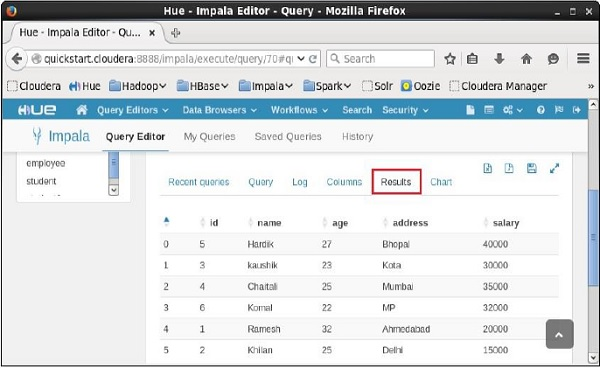 Hue - Impala Editor - Query - Mozilla Firefox
Hue - Impala Editor - Q...
quickstart.cloudera:8888/impala/execute/query/70#q Search
Cloudera Hue Hadoop HBase Impala Spark Solr Oozie Cloudera Manager
HUE Query Editors Data Browsers Workflows Search Security
Impala Query Editor My Queries Saved Queries History
employee
student
Recent queries Query Log Columns Results Chart
id name age address salary
0 5 Hardik 27 Bhopal 40000
1 3 kaushik 23 Kota 30000
2 4 Chaitali 25 Mumbai 35000
3 6 Komal 22 MP 32000
4 1 Ramesh 32 Ahmedabad 20000
5 2 Khilan 25 Delhi 15000